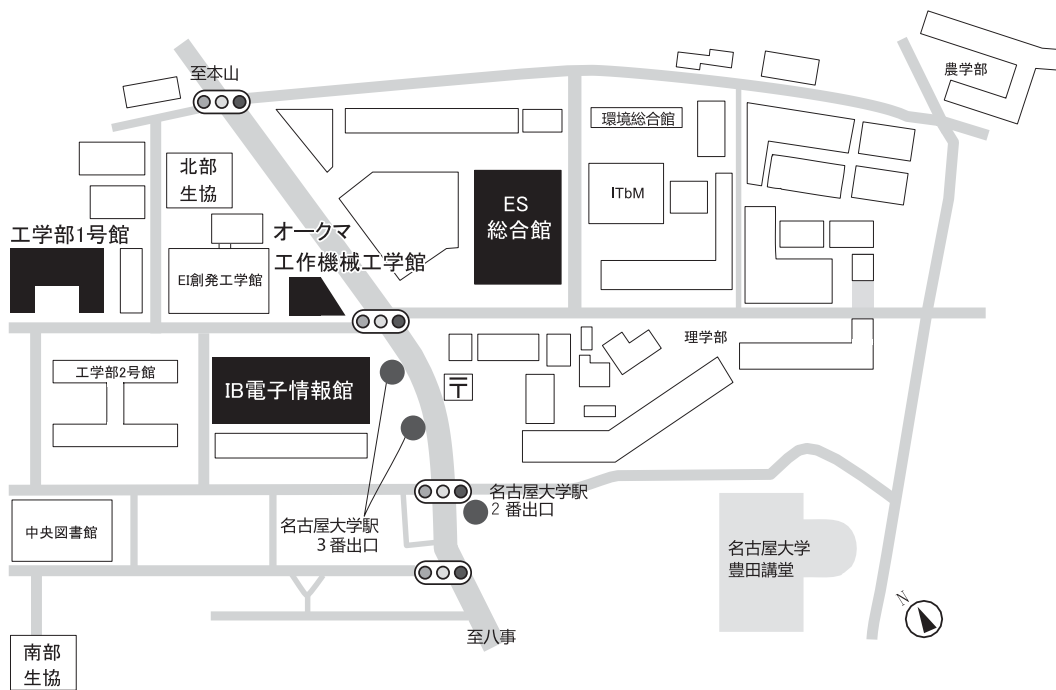 至本山
農学部
環境総合館
北部
生協
ITbM
ES
総合館
工学部1号館
オークマ
工作機械工学館
EI創発工学館
理学部
工学部2号館
IB電子情報館
〒
名古屋大学駅
2番出口
名古屋大学駅
3番出口
中央図書館
名古屋大学
豊田講堂
N
至八事
南部
生協